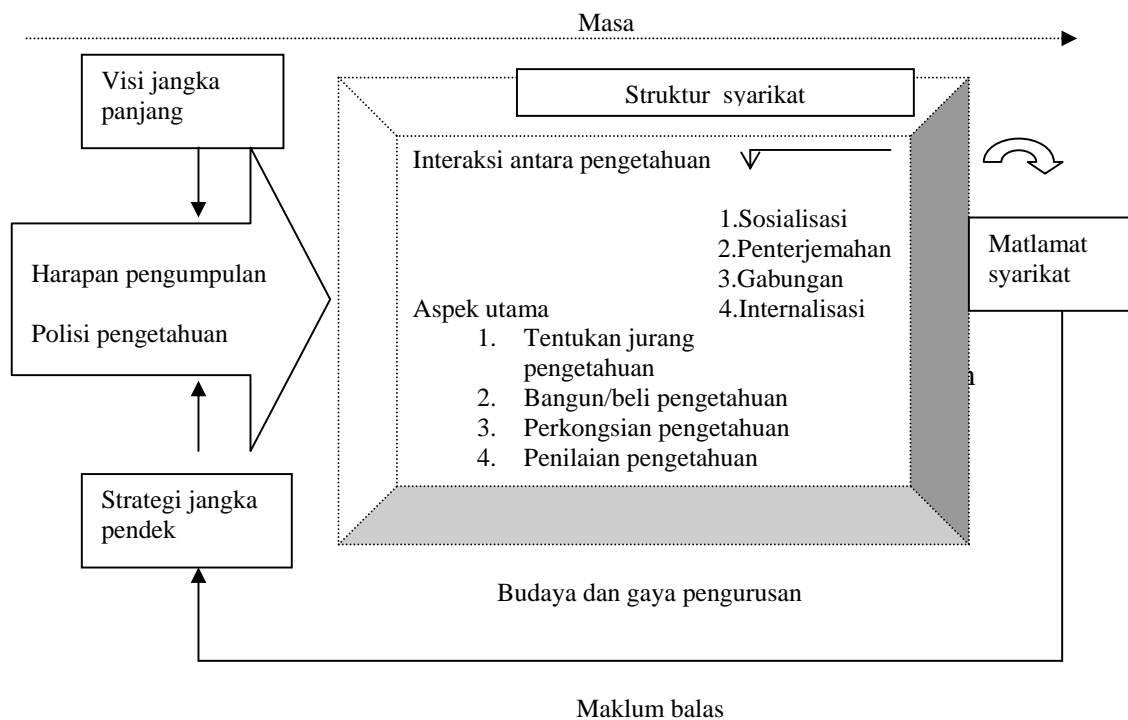 Masa
Visi jangka
panjang
Struktur syarikat
Interaksi antara pengetahuan
1.Sosialisasi
2.Penterjemahan
3.Gabungan
4.Internalisasi
Matlamat
syarikat
Harapan pengumpulan
Polisi pengetahuan
Aspek utama
1. Tentukan jurang
pengetahuan
2. Bangun/beli pengetahuan
3. Perkongsian pengetahuan
4. Penilaian pengetahuan
Strategi jangka
pendek
Budaya dan gaya pengurusan
Maklum balas